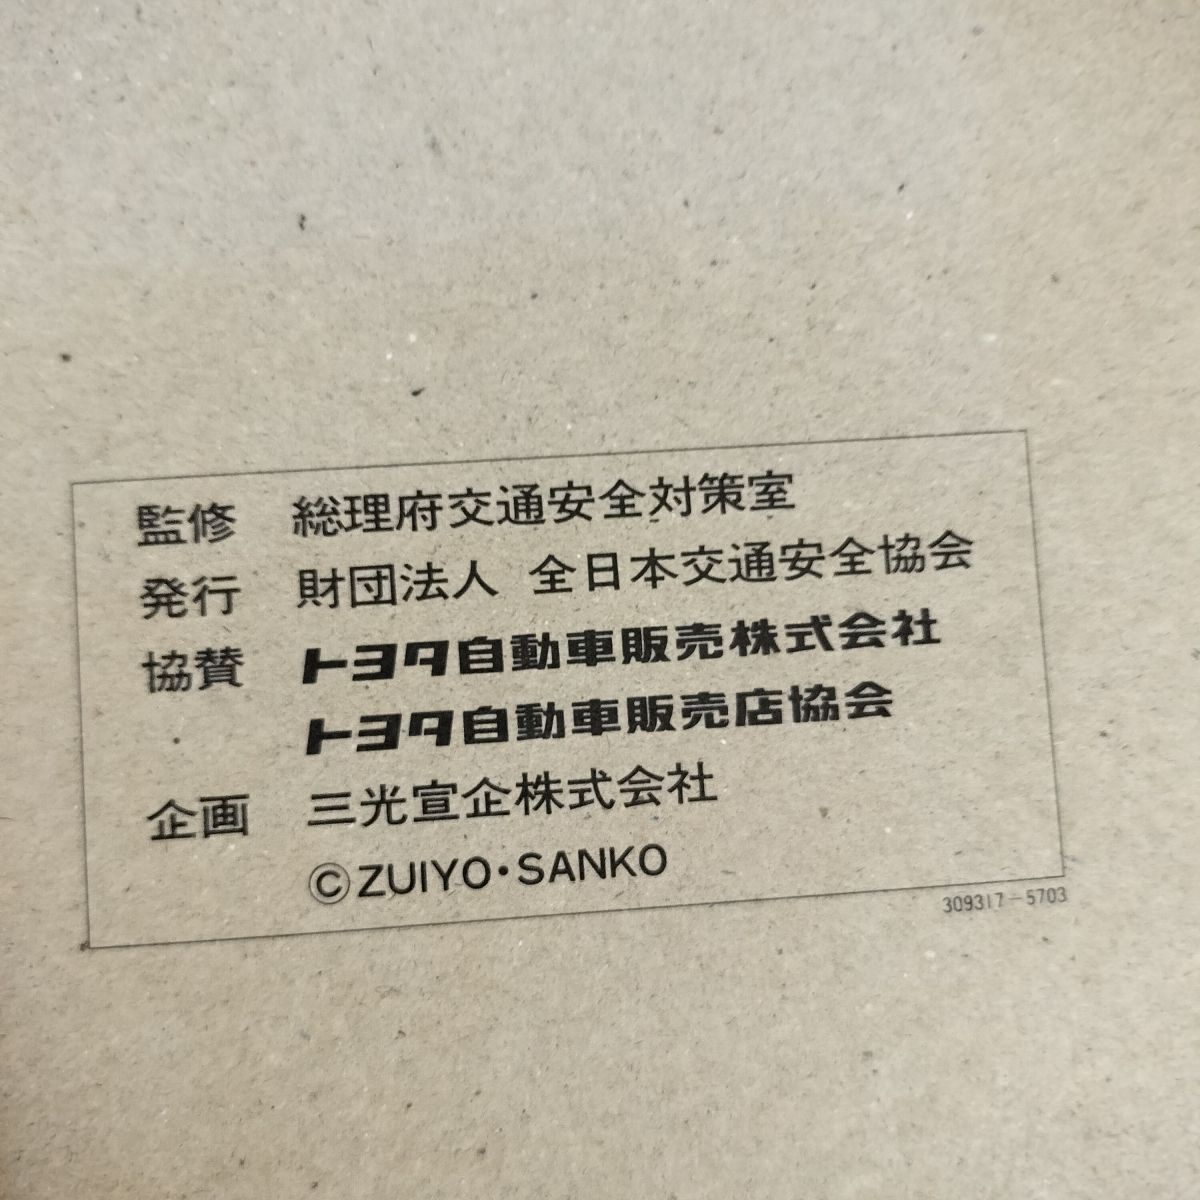 監修 総理府交通安全対策室
発行 財団法人 全日本交通安全協会
協賛 トヨタ自動車販売株式会社
トヨタ自動車販売店協会
企画 三光宣企株式会社
©ZUIYO・SANKO
309317-5703